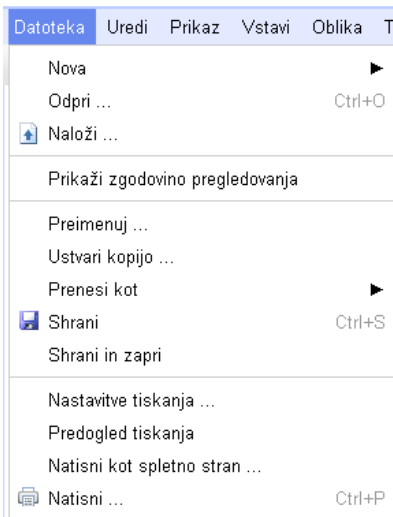 Datoteka Uredi Prikaz Vstavi Oblika T
Nova
Odpri ... Ctrl+O
Naloži ...
Prikaži zgodovino pregledovanja
Preimenuj ...
Ustvari kopijo ...
Prenesi kot
Shrani Ctrl+S
Shrani in zapri
Nastavitve tiskanja ...
Predogled tiskanja
Natisni kot spletno stran ...
Natisni ... Ctrl+P